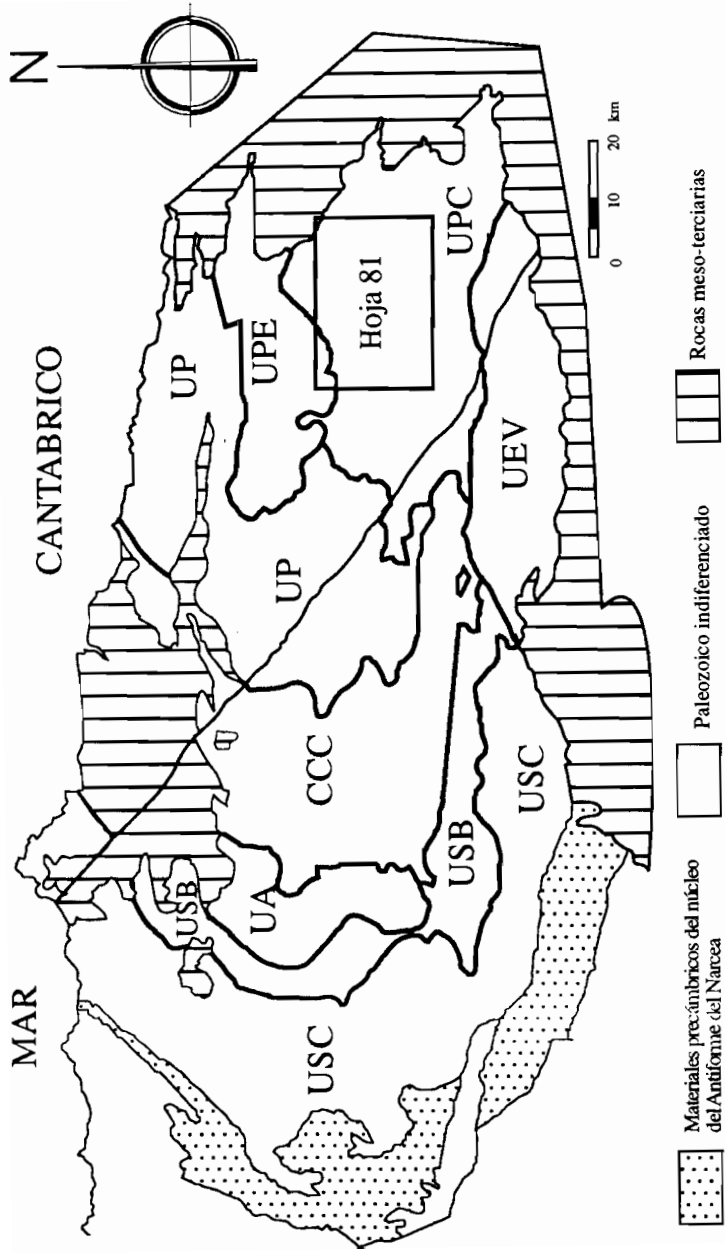 N
MAR
CANTABRICO
UP
UPE
USB
UA
UP
CCC
Hoja 81
UPC
USC
USB
UEV
USC
0 10 20 km
Materiales precámbricos del núcleo
del Antiforme del Narcea
Paleozoico indiferenciado
Rocas meso-terciarias